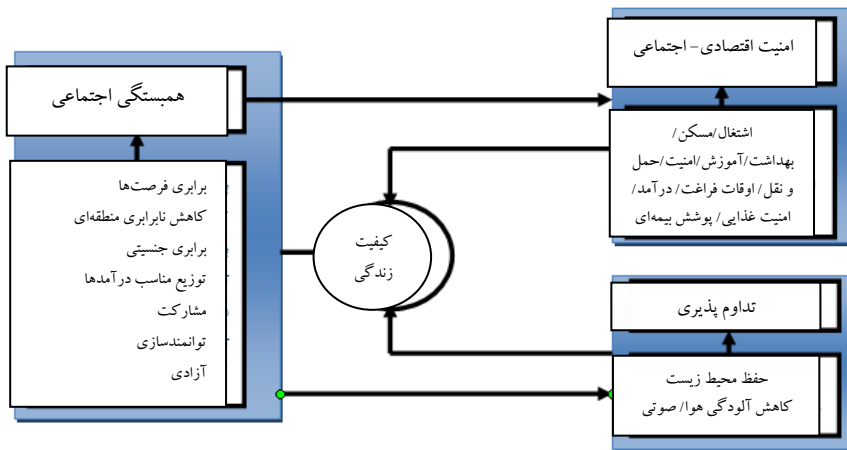 امنیت اقتصادی- اجتماعی
اشتغال/مسکن/
بهداشت/آموزش/امنیت/حمل
و نقل/ اوقات فراغت/ درآمد/
امنیت غذایی/ پوشش بیمه‌ای
همبستگی اجتماعی
برابری فرصت‌ها
کاهش نابرابری منطقه‌ای
برابری جنسیتی
توزیع مناسب درآمدها
مشارکت
توانمندسازی
آزادی
کیفیت
زندگی
تداوم پذیری
حفظ محیط زیست
کاهش آلودگی هوا/ صوتی